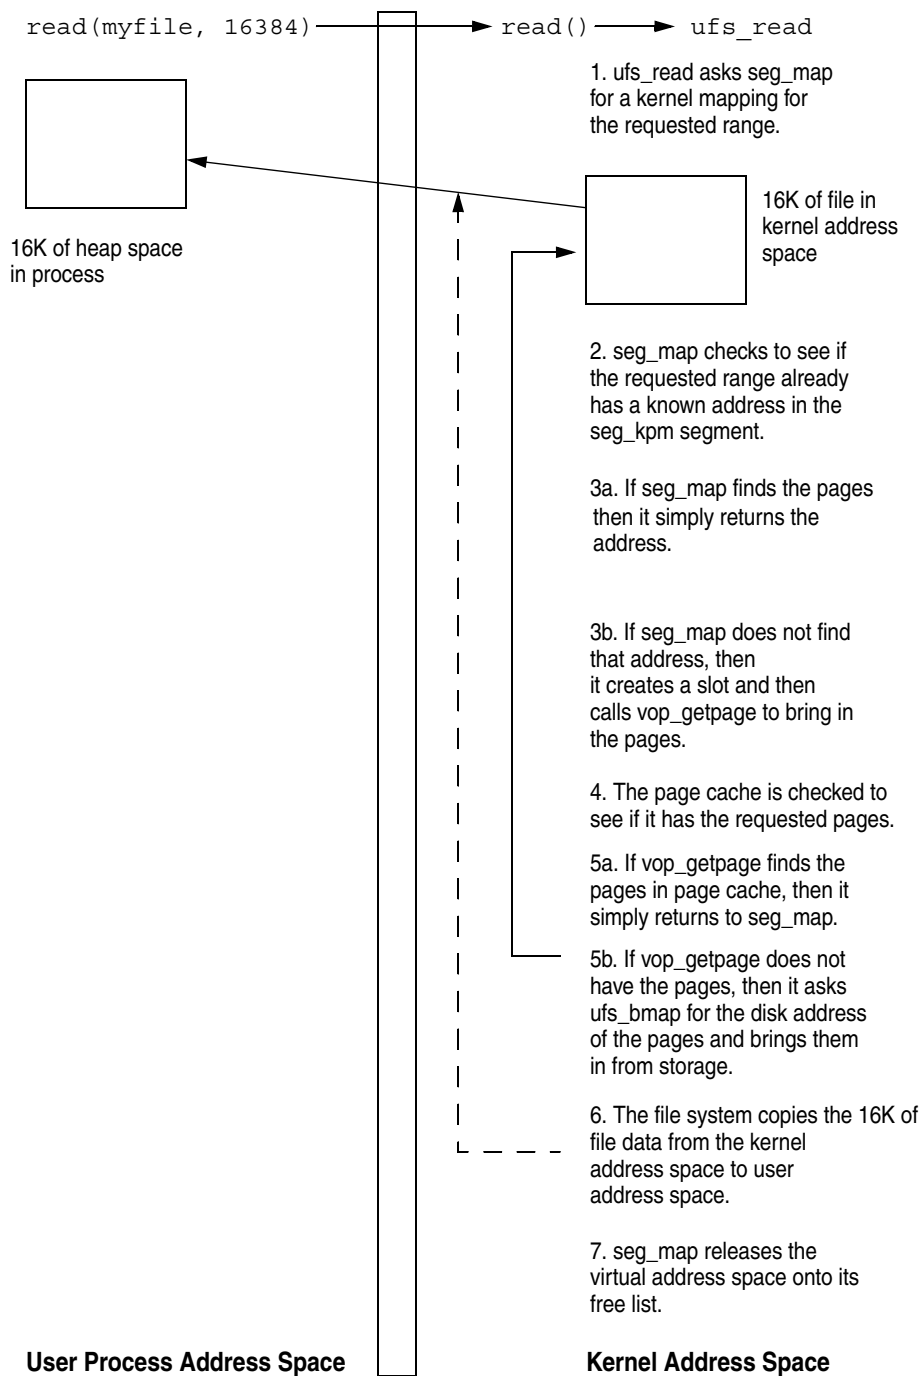 read(myfile, 16384) read() ufs_read
1. ufs_read asks seg_map
for a kernel mapping for
the requested range.
16K of file in
kernel address
space
16K of heap space
in process
2. seg_map checks to see if
the requested range already
has a known address in the
seg_kpm segment.
3a. If seg_map finds the pages
then it simply returns the
address.
3b. If seg_map does not find
that address, then
it creates a slot and then
calls vop_getpage to bring in
the pages.
4. The page cache is checked to
see if it has the requested pages.
5a. If vop_getpage finds the
pages in page cache, then it
simply returns to seg_map.
5b. If vop_getpage does not
have the pages, then it asks
ufs_bmap for the disk address
of the pages and brings them
in from storage.
6. The file system copies the 16K of
file data from the kernel
address space to user
address space.
7. seg_map releases the
virtual address space onto its
free list.
User Process Address Space Kernel Address Space